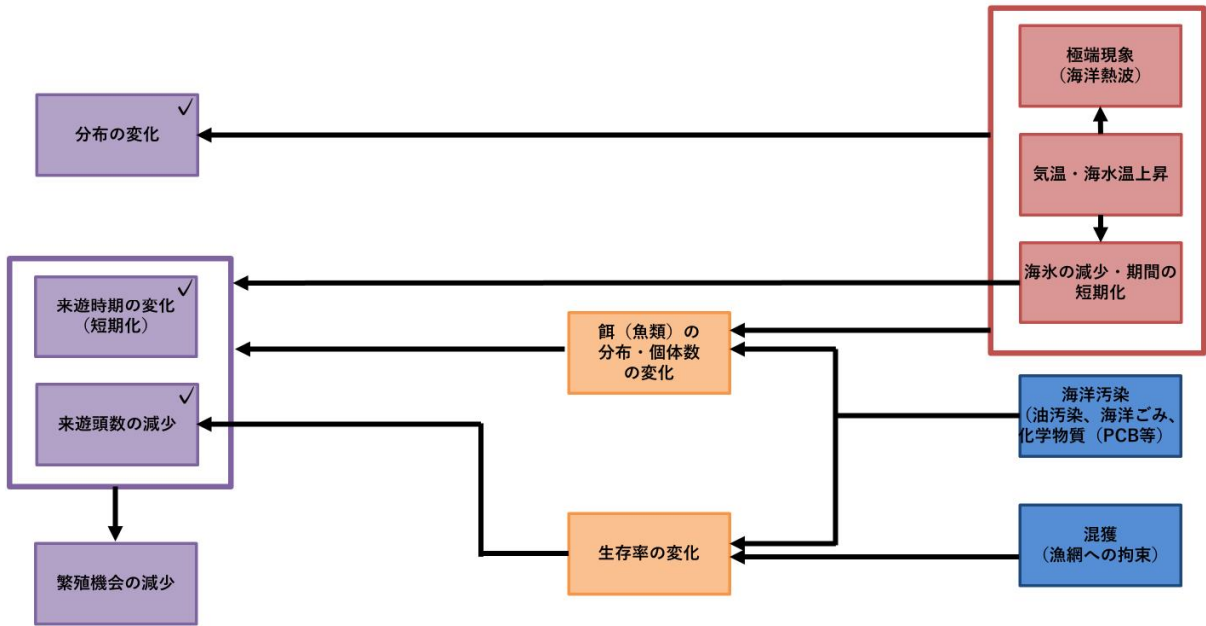 極端現象
（海洋熱波）
分布の変化
✓
気温・海水温上昇
海氷の減少・期間の
短期化
来遊時期の変化
（短期化）
✓
餌（魚類）の
分布・個体数
の変化
来遊頭数の減少
✓
海洋汚染
（油汚染、海洋ごみ、
化学物質（PCB等）
生存率の変化
混獲
（漁網への拘束）
繁殖機会の減少